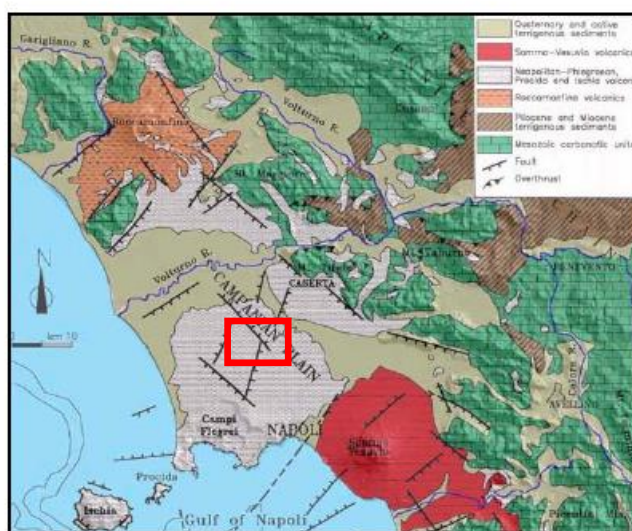 Garigliano R.
Roccamonfina
Volturno R.
Volturno R.
CASERTA
CAMPANIAN PLAIN
BENEVENTO
Calore R.
AVELLINO
N
km 10
Campi
Flegrei
NAPOLI
Procida
Ischia
Gulf of Napoli
Quaternary and active
terrigenous sediments
Somma-Vesuvio volcanics
Neapolitan-Phlegraean,
Procida and Ischia volcan
Roccamonfina volcanics
Pliocene and Miocene
terrigenous sediments
Mesozoic carbonatic units
Fault
Overthrust